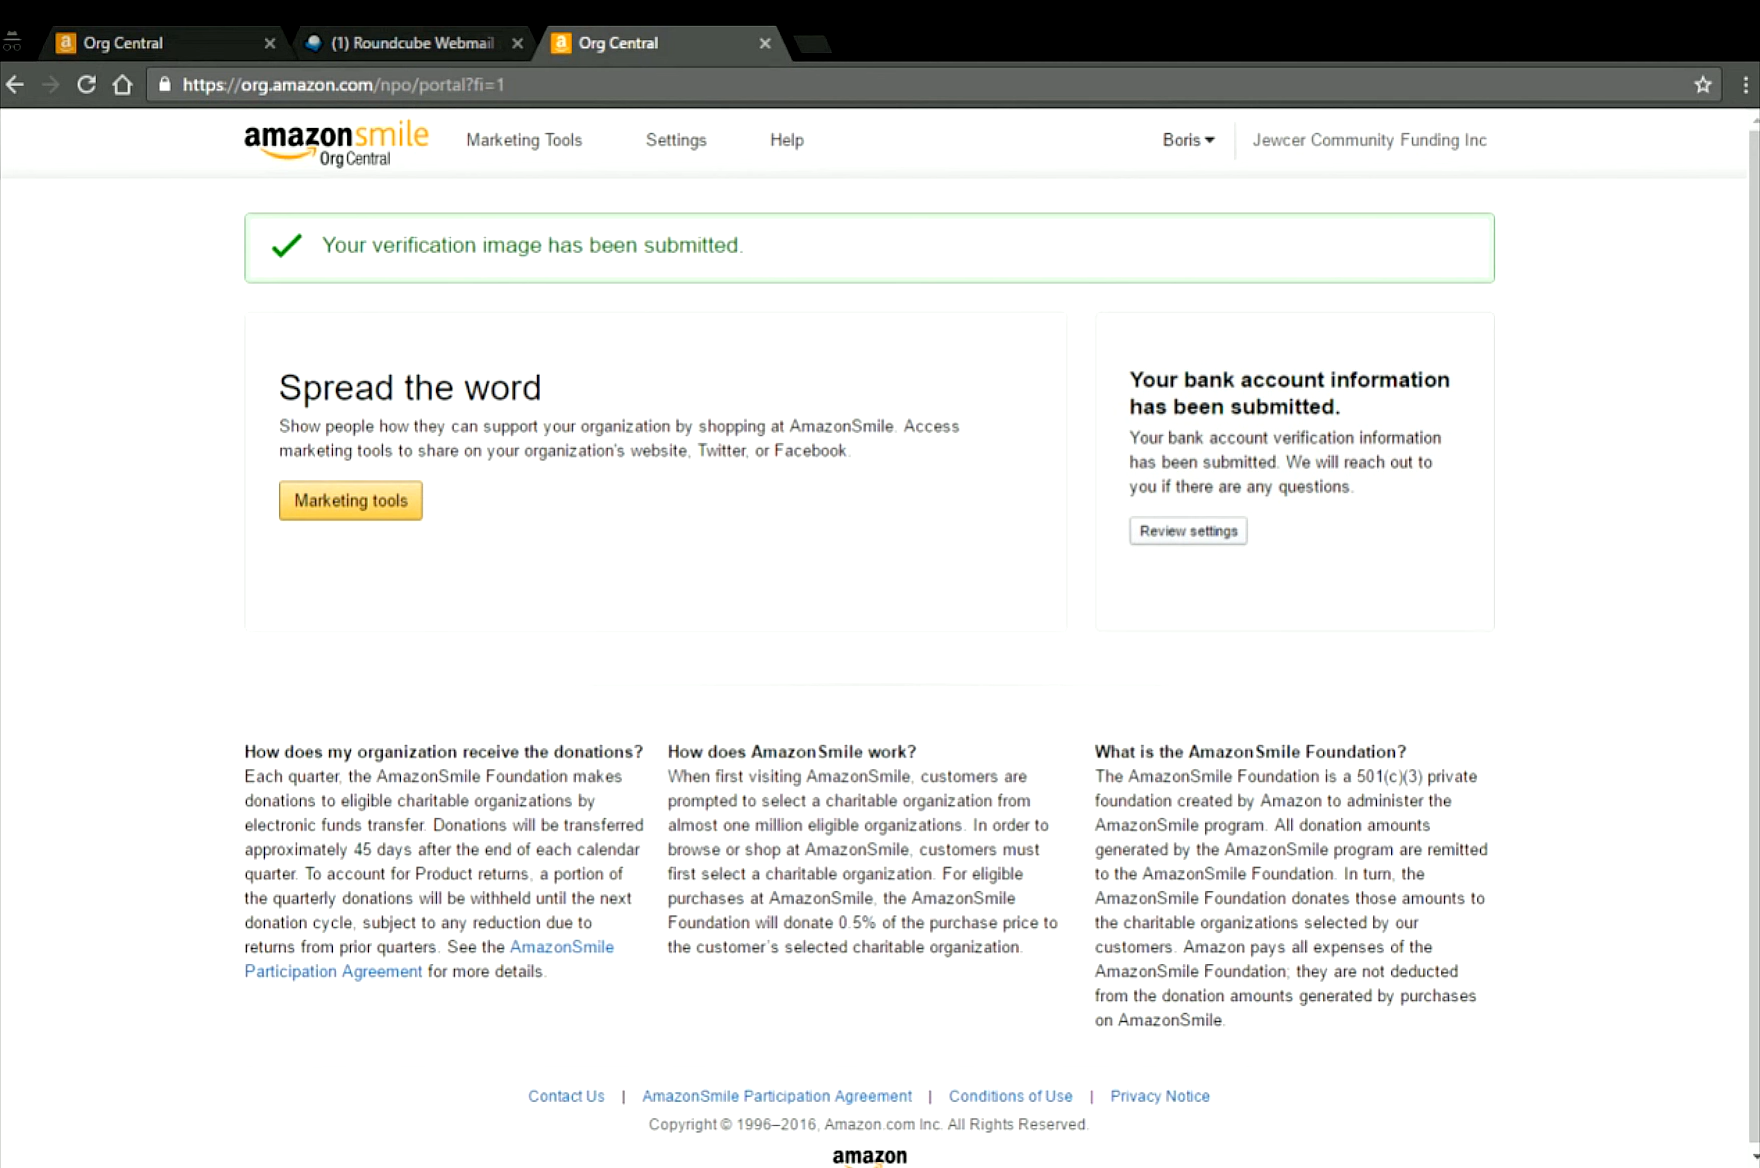 Org Central
(1) Roundcube Webmail
Org Central
https://org.amazon.com/npo/portal?fi=1
amazonsmile
Org Central
Marketing Tools
Settings
Help
Boris
Jewcer Community Funding Inc
Your verification image has been submitted.
Spread the word
Show people how they can support your organization by shopping at AmazonSmile. Access
marketing tools to share on your organization's website, Twitter, or Facebook.
Marketing tools
Your bank account information
has been submitted.
Your bank account verification information
has been submitted. We will reach out to
you if there are any questions.
Review settings
How does my organization receive the donations?
Each quarter, the AmazonSmile Foundation makes
donations to eligible charitable organizations by
electronic funds transfer. Donations will be transferred
approximately 45 days after the end of each calendar
quarter. To account for Product returns, a portion of
the quarterly donations will be withheld until the next
donation cycle, subject to any reduction due to
returns from prior quarters. See the AmazonSmile
Participation Agreement for more details.
How does AmazonSmile work?
When first visiting AmazonSmile, customers are
prompted to select a charitable organization from
almost one million eligible organizations. In order to
browse or shop at AmazonSmile, customers must
first select a charitable organization. For eligible
purchases at AmazonSmile, the AmazonSmile
Foundation will donate 0.5% of the purchase price to
the customer's selected charitable organization.
What is the AmazonSmile Foundation?
The AmazonSmile Foundation is a 501(c)(3) private
foundation created by Amazon to administer the
AmazonSmile program. All donation amounts
generated by the AmazonSmile program are remitted
to the AmazonSmile Foundation. In turn, the
AmazonSmile Foundation donates those amounts to
the charitable organizations selected by our
customers. Amazon pays all expenses of the
AmazonSmile Foundation; they are not deducted
from the donation amounts generated by purchases
on AmazonSmile.
Contact Us | AmazonSmile Participation Agreement | Conditions of Use | Privacy Notice
Copyright © 1996–2016, Amazon.com Inc. All Rights Reserved.
amazon